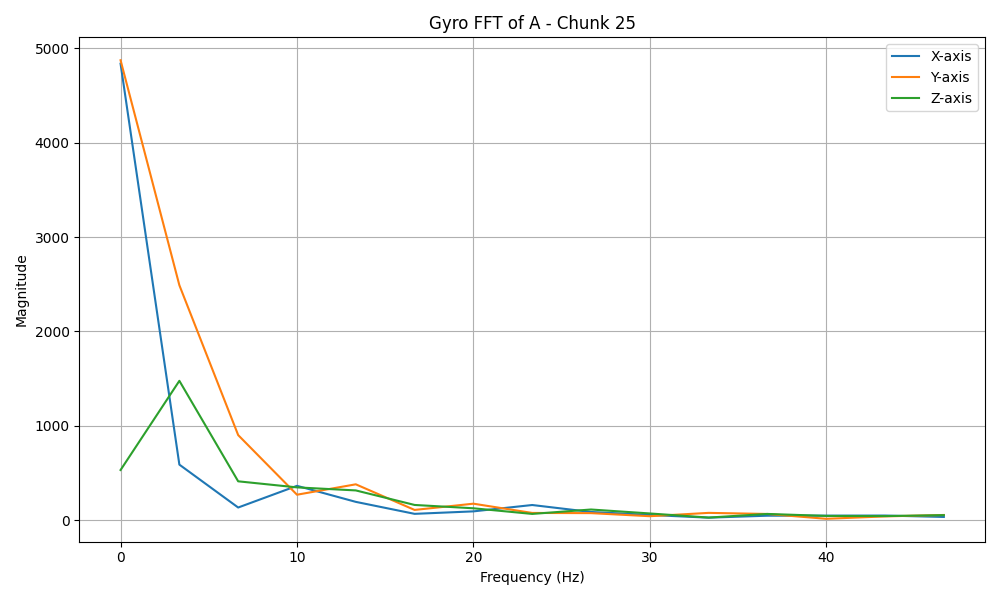 Gyro FFT of A - Chunk 25
X-axis
Y-axis
Z-axis
Magnitude
5000
4000
3000
2000
1000
0
0 10 20 30 40
Frequency (Hz)